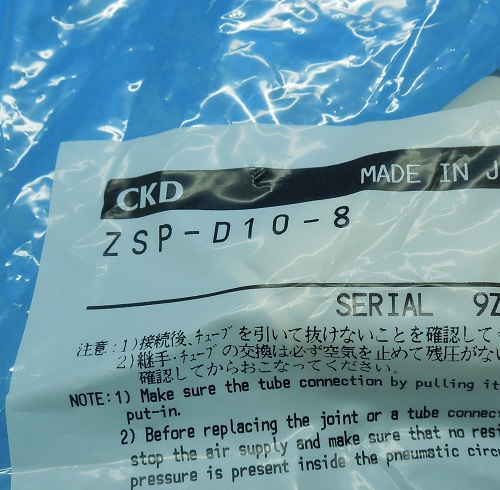 CKD MADE IN J
ZSP-D10-8
SERIAL 9Z
注意:1)接続後、チューブを引いて抜けないことを確認して
2)継手・チューブの交換は必ず空気を止めて残圧がな
確認してからおこなってください。
NOTE:1) Make sure the tube connection by pulling it
put-in.
2) Before replacing the joint or a tube connec
stop the air supply and make sure that no resi
pressure is present inside the pneumatic circ